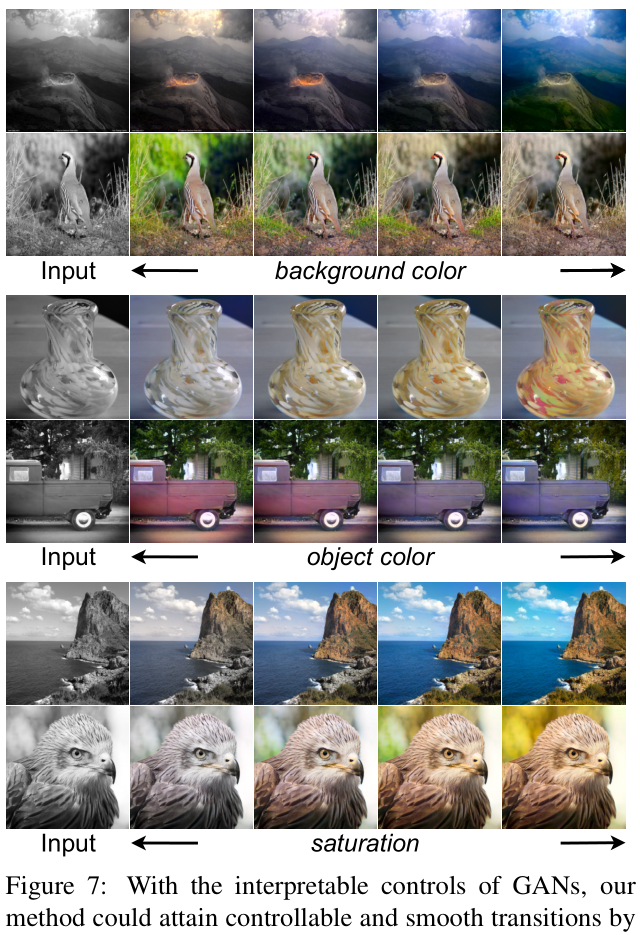 Input background color
Input object color
Input saturation
Figure 7: With the interpretable controls of GANs, our
method could attain controllable and smooth transitions by